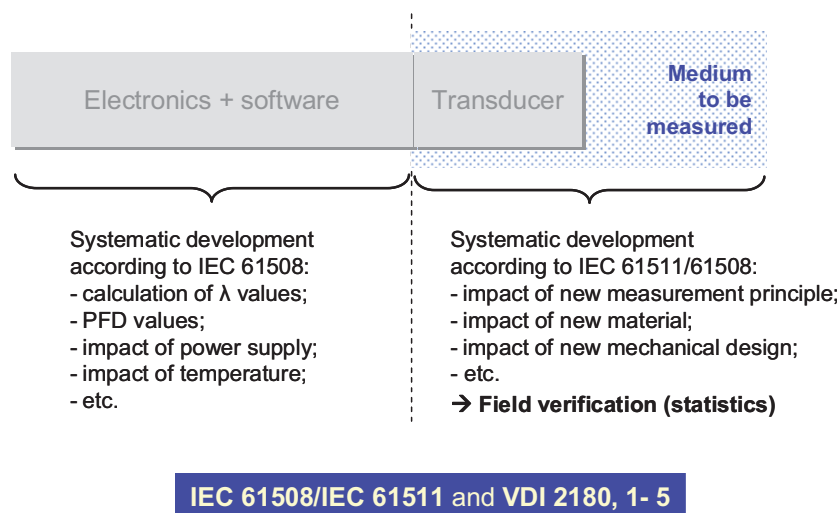 Electronics + software
Transducer
Medium
to be
measured
Systematic development
according to IEC 61508:
- calculation of λ values;
- PFD values;
- impact of power supply;
- impact of temperature;
- etc.
Systematic development
according to IEC 61511/61508:
- impact of new measurement principle;
- impact of new material;
- impact of new mechanical design;
- etc.
→ Field verification (statistics)
IEC 61508/IEC 61511 and VDI 2180, 1- 5